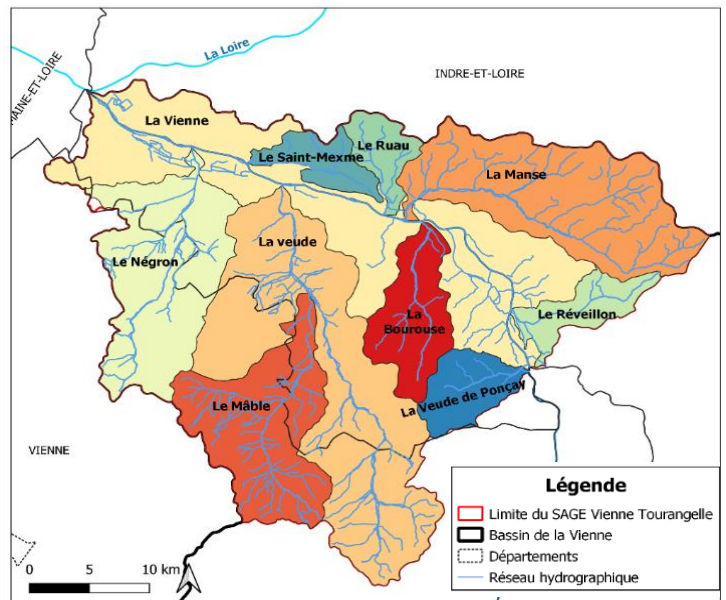 La Loire
INDRE-ET-LOIRE
MAINE-ET-LOIRE
La Vienne
Le Ruau
Le Saint-Mexme
La Manse
La veude
Le Négron
Le Réveillon
La
Bourouse
La Veude de Ponçay
Le Mâble
VIENNE
Légende
Limite du SAGE Vienne Tourangelle
Bassin de la Vienne
Départements
Réseau hydrographique
0 5 10 km